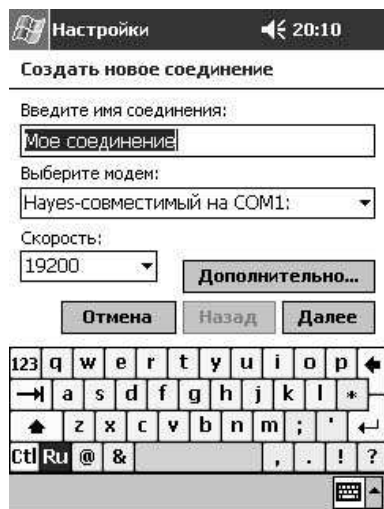 Настройки 20:10
Создать новое соединение
Введите имя соединения:
Мое соединение
Выберите модем:
Hayes-совместимый на COM1:
Скорость:
19200 Дополнительно...
Отмена Назад Далее
123 q w e r t y u i o p
a s d f g h j k l *
z x c v b n m ; '
Ctl Ru @ & , . ! ?